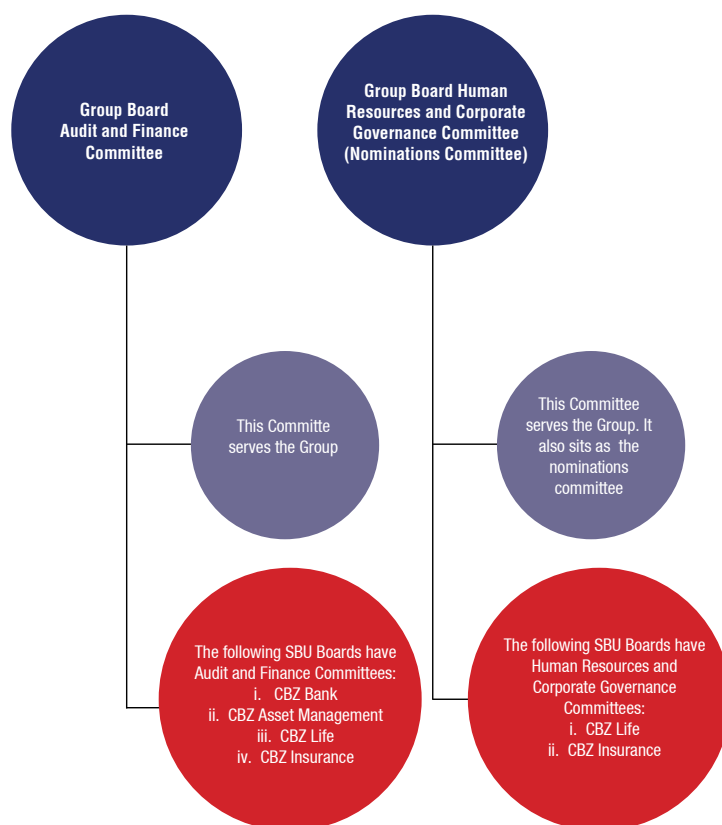 Group Board
Audit and Finance
Committee
Group Board Human
Resources and Corporate
Governance Committee
(Nominations Committee)
This Committe
serves the Group
This Committee
serves the Group. It
also sits as the
nominations
committee
The following SBU Boards have
Audit and Finance Committees:
i. CBZ Bank
ii. CBZ Asset Management
iii. CBZ Life
iv. CBZ Insurance
The following SBU Boards have
Human Resources and
Corporate Governance
Committees:
i. CBZ Life
ii. CBZ Insurance